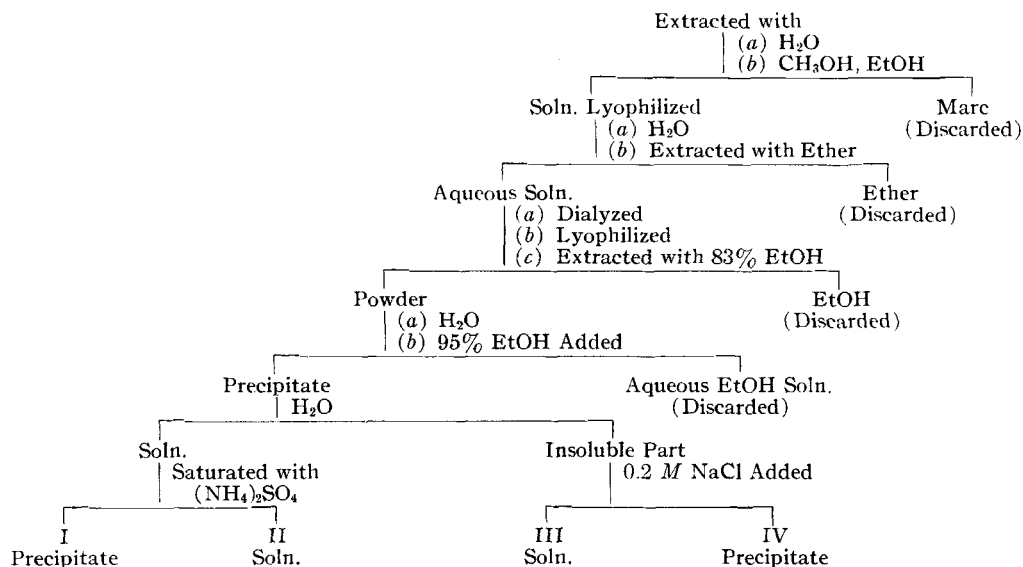 Extracted with
(a) H₂O
(b) CH₃OH, EtOH
Soln. Lyophilized
Marc
(a) H₂O
(Discarded)
(b) Extracted with Ether
Aqueous Soln.
Ether
(a) Dialyzed
(Discarded)
(b) Lyophilized
(c) Extracted with 83% EtOH
Powder
EtOH
(a) H₂O
(Discarded)
(b) 95% EtOH Added
Precipitate
Aqueous EtOH Soln.
H₂O
(Discarded)
Soln.
Insoluble Part
Saturated with
0.2 M NaCl Added
(NH₄)₂SO₄
I
II
III
IV
Precipitate
Soln.
Soln.
Precipitate